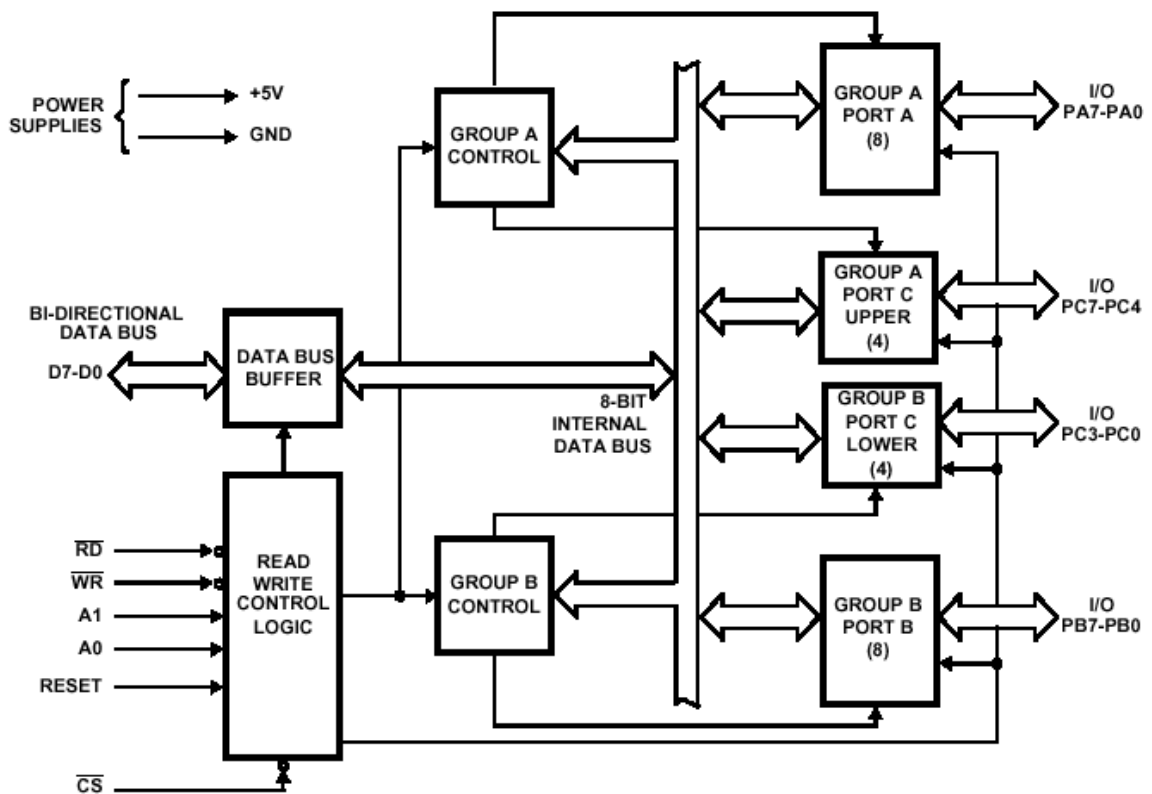 POWER
SUPPLIES
+5V
GND
GROUP A
CONTROL
GROUP A
PORT A
(8)
I/O
PA7-PA0
GROUP A
PORT C
UPPER
(4)
I/O
PC7-PC4
BI-DIRECTIONAL
DATA BUS
D7-D0
DATA BUS
BUFFER
8-BIT
INTERNAL
DATA BUS
GROUP B
PORT C
LOWER
(4)
I/O
PC3-PC0
RD
WR
A1
A0
RESET
CS
READ
WRITE
CONTROL
LOGIC
GROUP B
CONTROL
GROUP B
PORT B
(8)
I/O
PB7-PB0